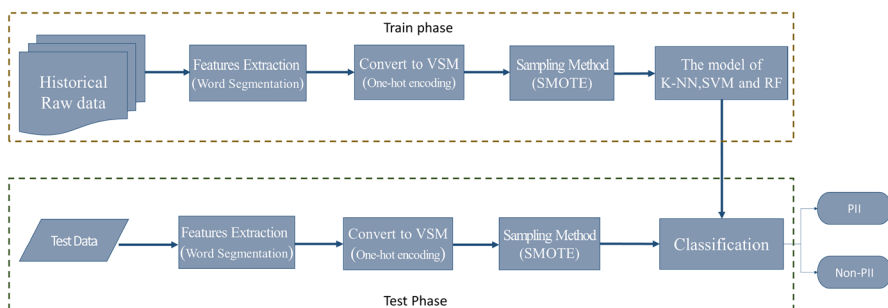 Train phase
Historical
Raw data
Features Extraction
(Word Segmentation)
Convert to VSM
(One-hot encoding)
Sampling Method
(SMOTE)
The model of
K-NN,SVM and RF
Test Data
Features Extraction
(Word Segmentation)
Convert to VSM
(One-hot encoding)
Sampling Method
(SMOTE)
Classification
PII
Non-PII
Test Phase